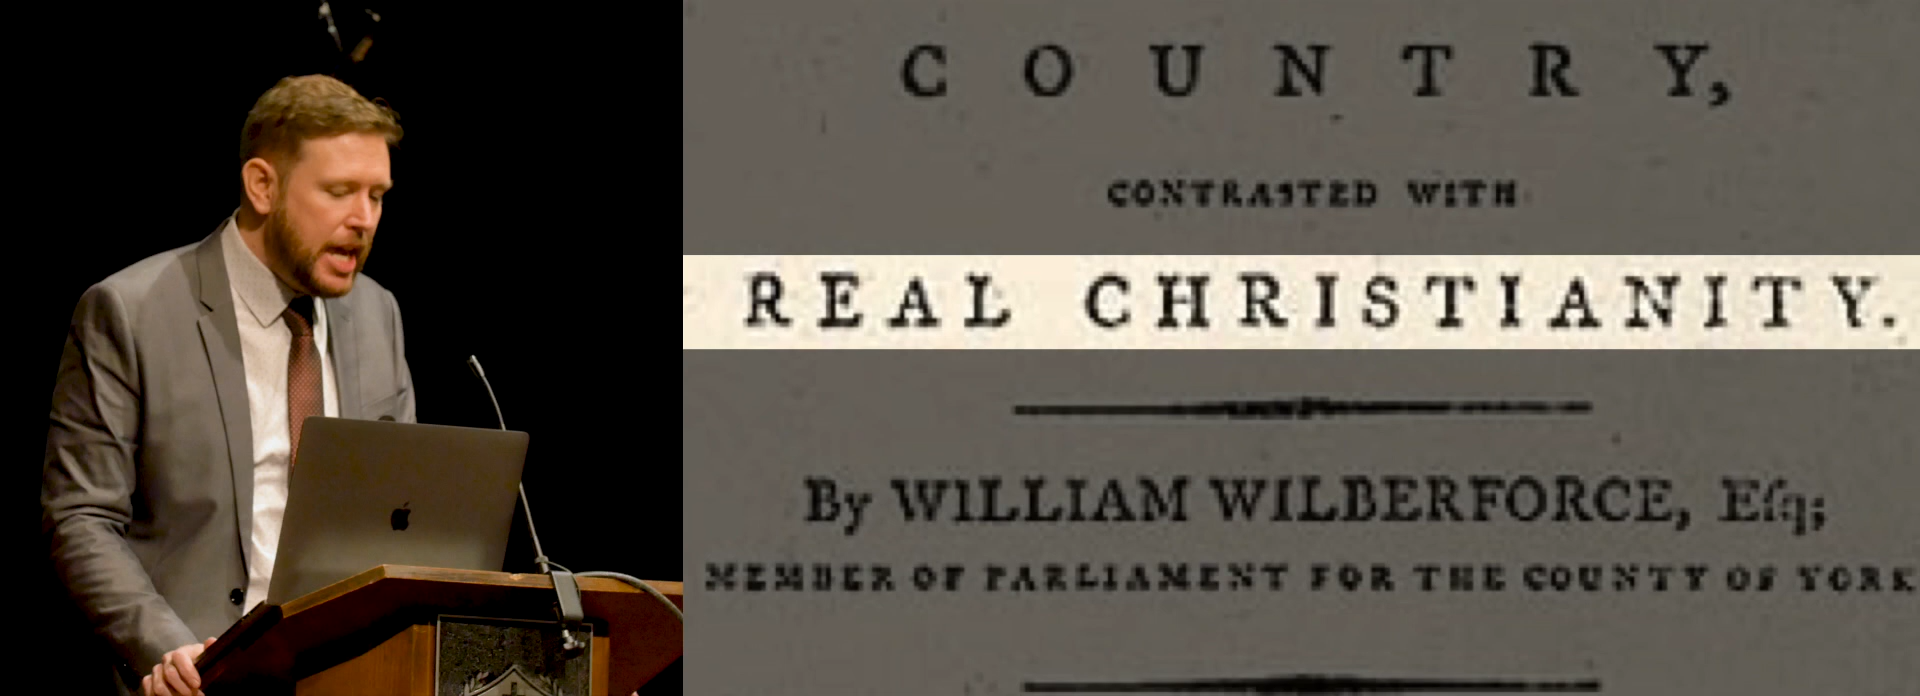 COUNTRY,
CONTRASTED WITH
REAL CHRISTIANITY.
By WILLIAM WILBERFORCE, Eſq;
MEMBER OF PARLIAMENT FOR THE COUNTY OF YORK